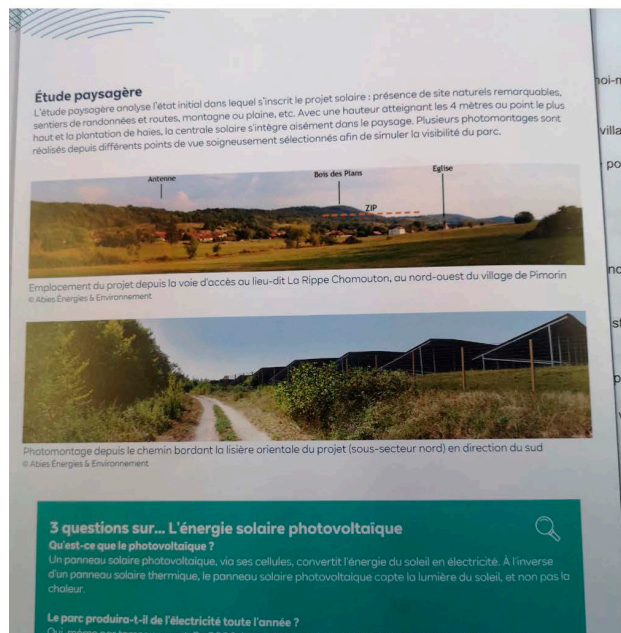 Étude paysagère
L'étude paysagère analyse l'état initial dans lequel s'inscrit le projet solaire : présence de site naturels remarquables,
sentiers de randonnées et routes, montagne ou plaine, etc. Avec une hauteur atteignant les 4 mètres au point le plus
haut et la plantation de haies, la centrale solaire s'intègre aisément dans le paysage. Plusieurs photomontages sont
réalisés depuis différents points de vue soigneusement sélectionnés afin de simuler la visibilité du parc.
Antenne
Bois des Plans
Eglise
ZIP
Emplacement du projet depuis la voie d'accès au lieu-dit La Rippe Chamouton, au nord-ouest du village de Pimorin
© Abies Énergies & Environnement
Photomontage depuis le chemin bordant la lisière orientale du projet (sous-secteur nord) en direction du sud
© Abies Énergies & Environnement
3 questions sur... L'énergie solaire photovoltaïque
Qu'est-ce que le photovoltaïque ?
Un panneau solaire photovoltaïque, via ses cellules, convertit l'énergie du soleil en électricité. À l'inverse
d'un panneau solaire thermique, le panneau solaire photovoltaïque capte la lumière du soleil, et non pas la
chaleur.
Le parc produira-t-il de l'électricité toute l'année ?